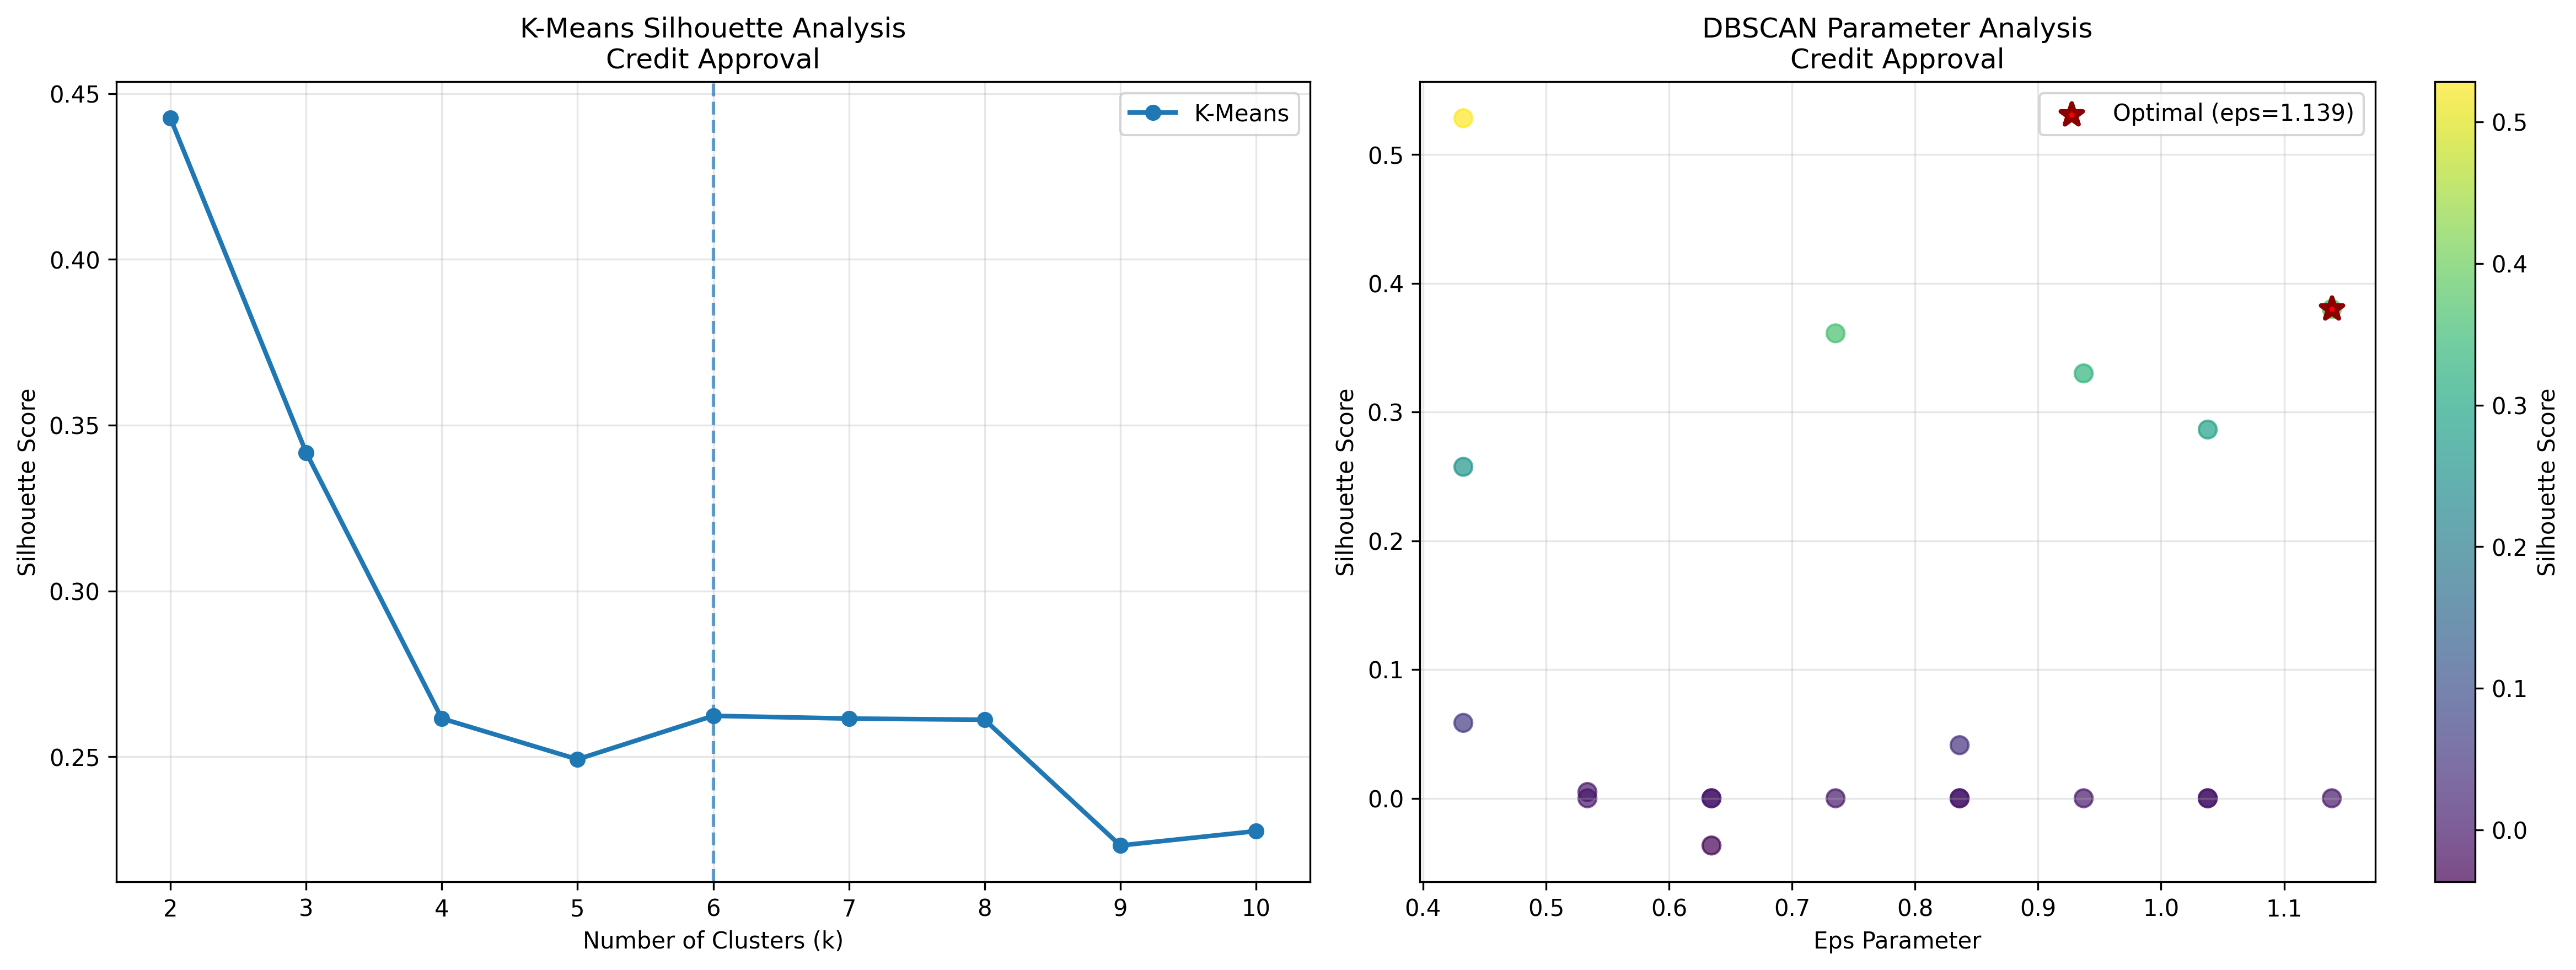 K-Means Silhouette Analysis
Credit Approval
Silhouette Score
0.45
0.40
0.35
0.30
0.25
K-Means
2 3 4 5 6 7 8 9 10
Number of Clusters (k)
DBSCAN Parameter Analysis
Credit Approval
Silhouette Score
0.5
0.4
0.3
0.2
0.1
0.0
Optimal (eps=1.139)
0.4 0.5 0.6 0.7 0.8 0.9 1.0 1.1
Eps Parameter
0.5
0.4
0.3
0.2
0.1
0.0
Silhouette Score